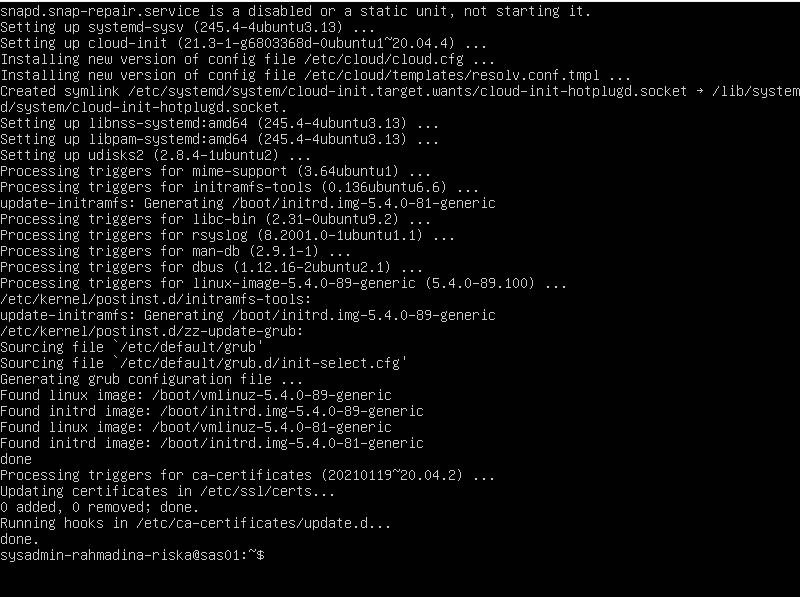 snapd.snap-repair.service is a disabled or a static unit, not starting it.
Setting up systemd-sysv (245.4-4ubuntu3.13) ...
Setting up cloud-init (21.3-1-g6803368d-0ubuntu1~20.04.4) ...
Installing new version of config file /etc/cloud/cloud.cfg ...
Installing new version of config file /etc/cloud/templates/resolv.conf.tmpl ...
Created symlink /etc/systemd/system/cloud-init.target.wants/cloud-init-hotplugd.socket → /lib/system
d/system/cloud-init-hotplugd.socket.
Setting up libnss-systemd:amd64 (245.4-4ubuntu3.13) ...
Setting up libpam-systemd:amd64 (245.4-4ubuntu3.13) ...
Setting up udisks2 (2.8.4-1ubuntu2) ...
Processing triggers for mime-support (3.64ubuntu1) ...
Processing triggers for initramfs-tools (0.136ubuntu6.6) ...
update-initramfs: Generating /boot/initrd.img-5.4.0-81-generic
Processing triggers for libc-bin (2.31-0ubuntu9.2) ...
Processing triggers for rsyslog (8.2001.0-1ubuntu1.1) ...
Processing triggers for man-db (2.9.1-1) ...
Processing triggers for dbus (1.12.16-2ubuntu2.1) ...
Processing triggers for linux-image-5.4.0-89-generic (5.4.0-89.100) ...
/etc/kernel/postinst.d/initramfs-tools:
update-initramfs: Generating /boot/initrd.img-5.4.0-89-generic
/etc/kernel/postinst.d/zz-update-grub:
Sourcing file `/etc/default/grub'
Sourcing file `/etc/default/grub.d/init-select.cfg'
Generating grub configuration file ...
Found linux image: /boot/vmlinuz-5.4.0-89-generic
Found initrd image: /boot/initrd.img-5.4.0-89-generic
Found linux image: /boot/vmlinuz-5.4.0-81-generic
Found initrd image: /boot/initrd.img-5.4.0-81-generic
done
Processing triggers for ca-certificates (20210119~20.04.2) ...
Updating certificates in /etc/ssl/certs...
0 added, 0 removed; done.
Running hooks in /etc/ca-certificates/update.d...
done.
sysadmin-rahmadina-riska@sas01:~$